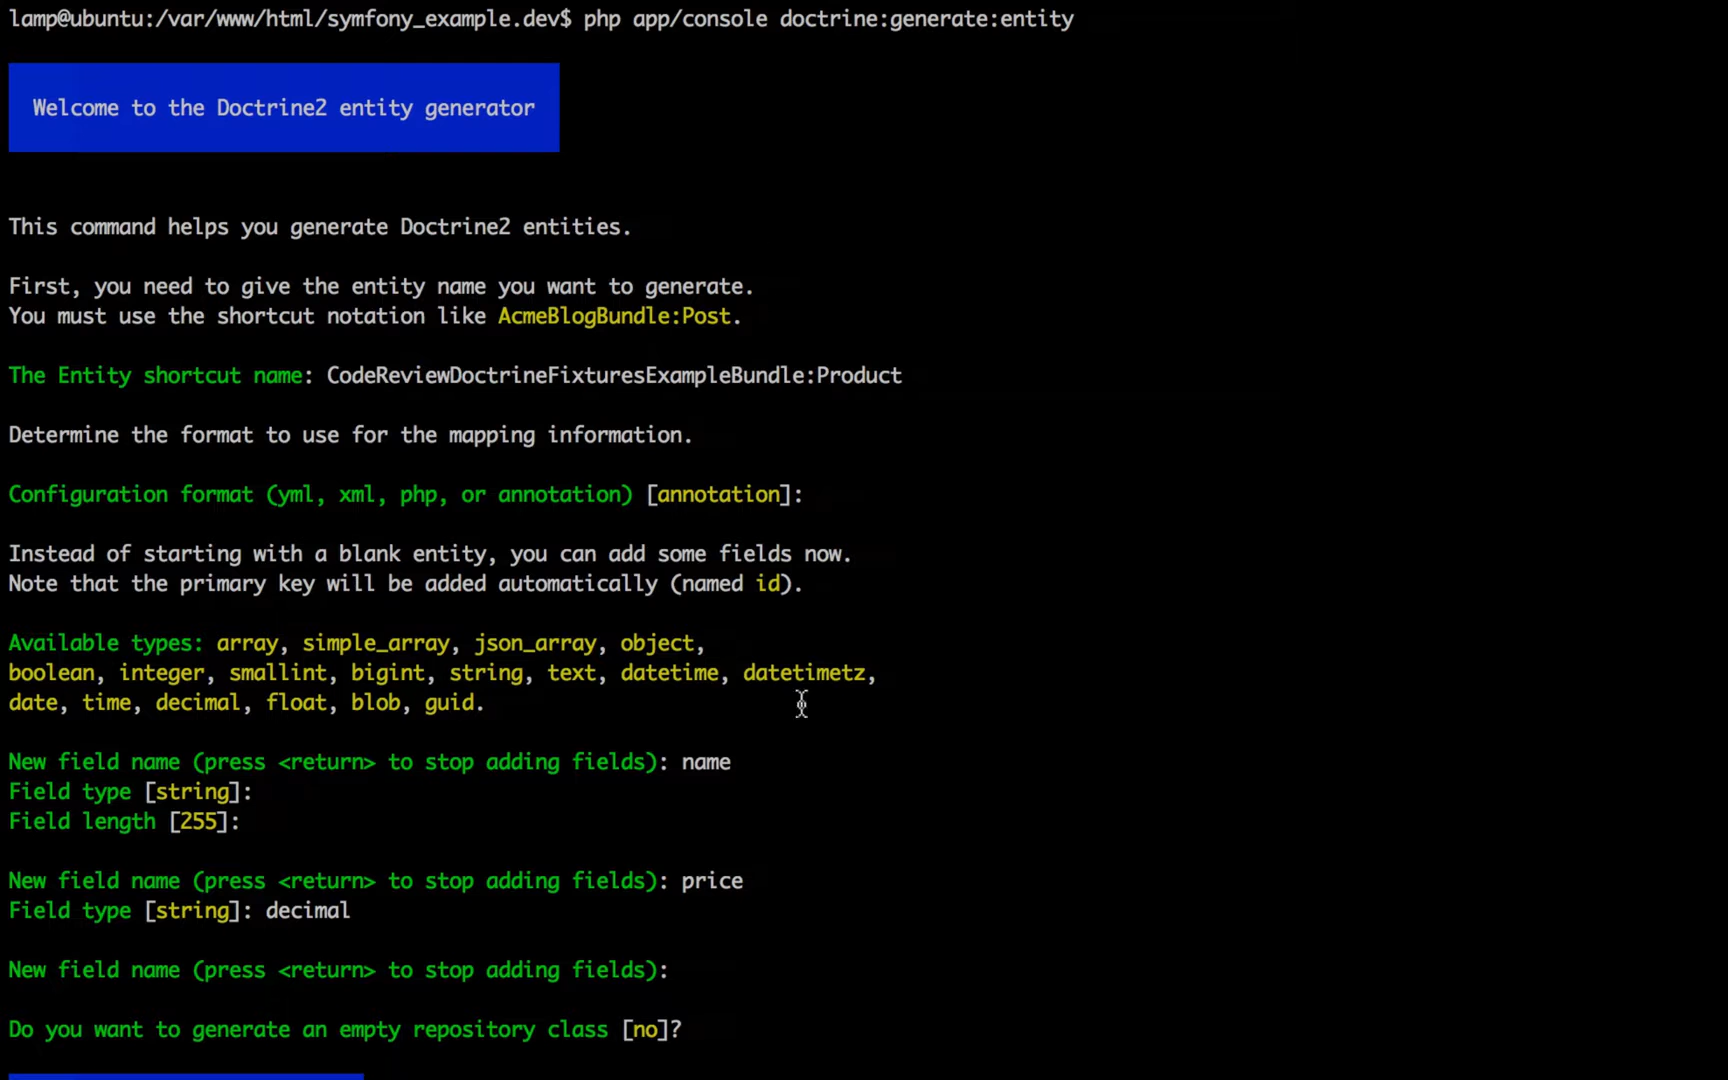 lamp@ubuntu:/var/www/html/symfony_example.dev$ php app/console doctrine:generate:entity
Welcome to the Doctrine2 entity generator
This command helps you generate Doctrine2 entities.
First, you need to give the entity name you want to generate.
You must use the shortcut notation like AcmeBlogBundle:Post.
The Entity shortcut name: CodeReviewDoctrineFixturesExampleBundle:Product
Determine the format to use for the mapping information.
Configuration format (yml, xml, php, or annotation) [annotation]:
Instead of starting with a blank entity, you can add some fields now.
Note that the primary key will be added automatically (named id).
Available types: array, simple_array, json_array, object,
boolean, integer, smallint, bigint, string, text, datetime, datetimetz,
date, time, decimal, float, blob, guid.
New field name (press <return> to stop adding fields): name
Field type [string]:
Field length [255]:
New field name (press <return> to stop adding fields): price
Field type [string]: decimal
New field name (press <return> to stop adding fields):
Do you want to generate an empty repository class [no]?